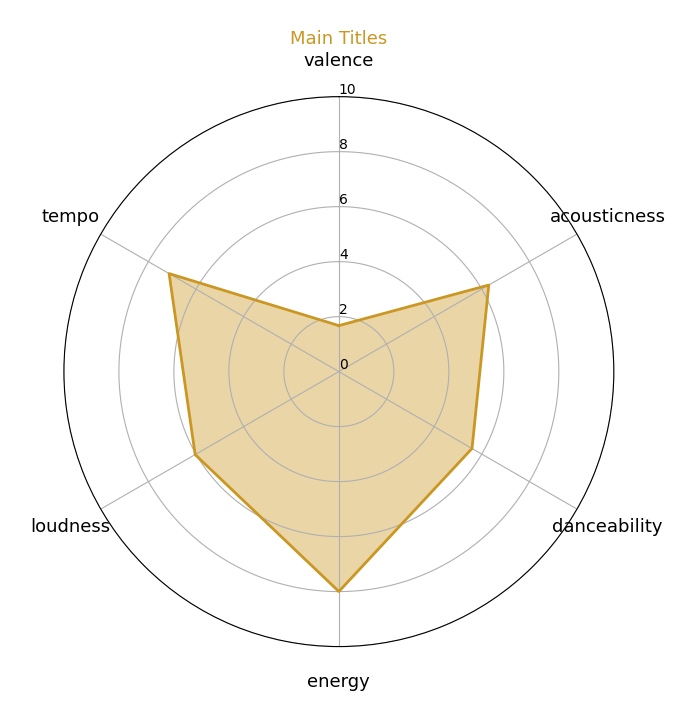 Main Titles
valence
10
8
tempo
6
acousticness
4
2
0
loudness
danceability
energy